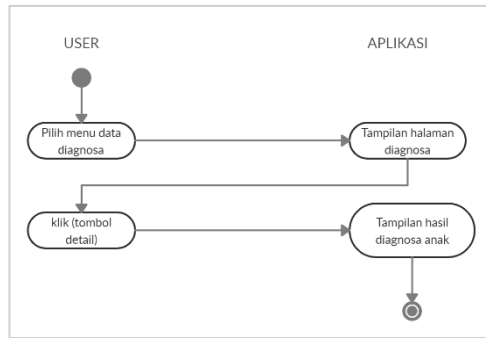 USER
APLIKASI
Pilih menu data
diagnosa
Tampilan halaman
diagnosa
klik (tombol
detail)
Tampilan hasil
diagnosa anak